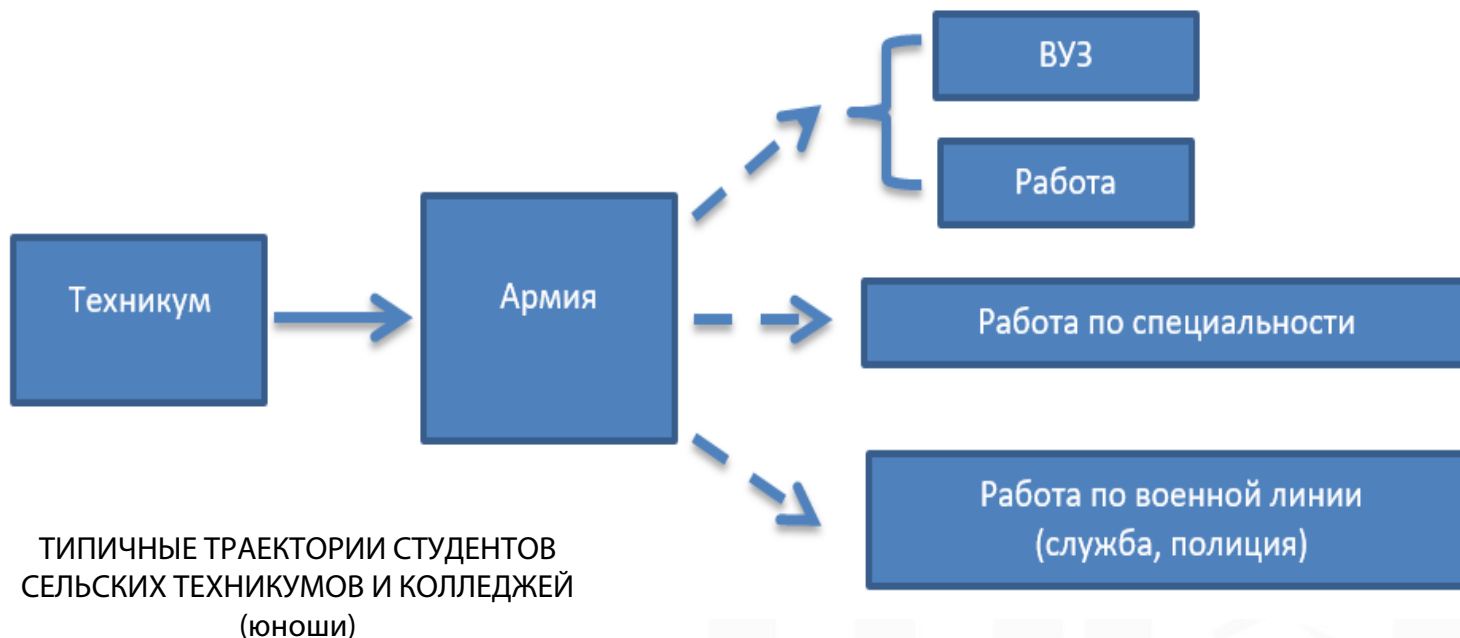 ВУЗ
Работа
Техникум
Армия
Работа по специальности
Работа по военной линии
(служба, полиция)
ТИПИЧНЫЕ ТРАЕКТОРИИ СТУДЕНТОВ
СЕЛЬСКИХ ТЕХНИКУМОВ И КОЛЛЕДЖЕЙ
(юноши)